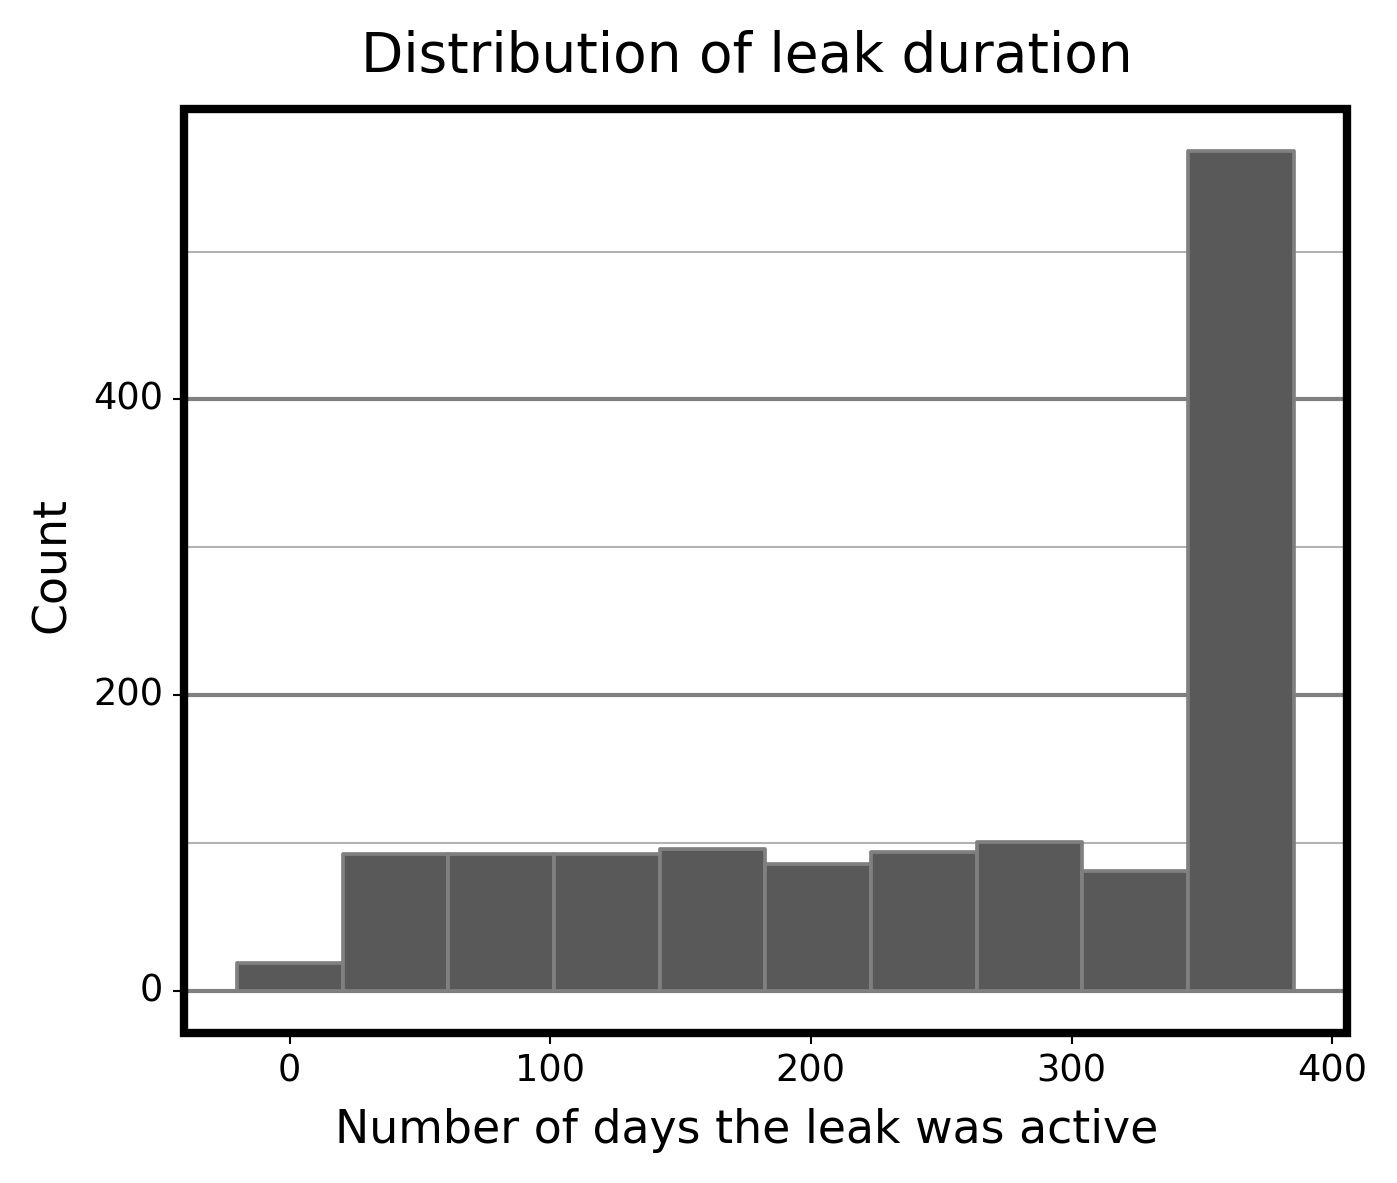 Distribution of leak duration
Count
400
200
0
0 100 200 300 400
Number of days the leak was active